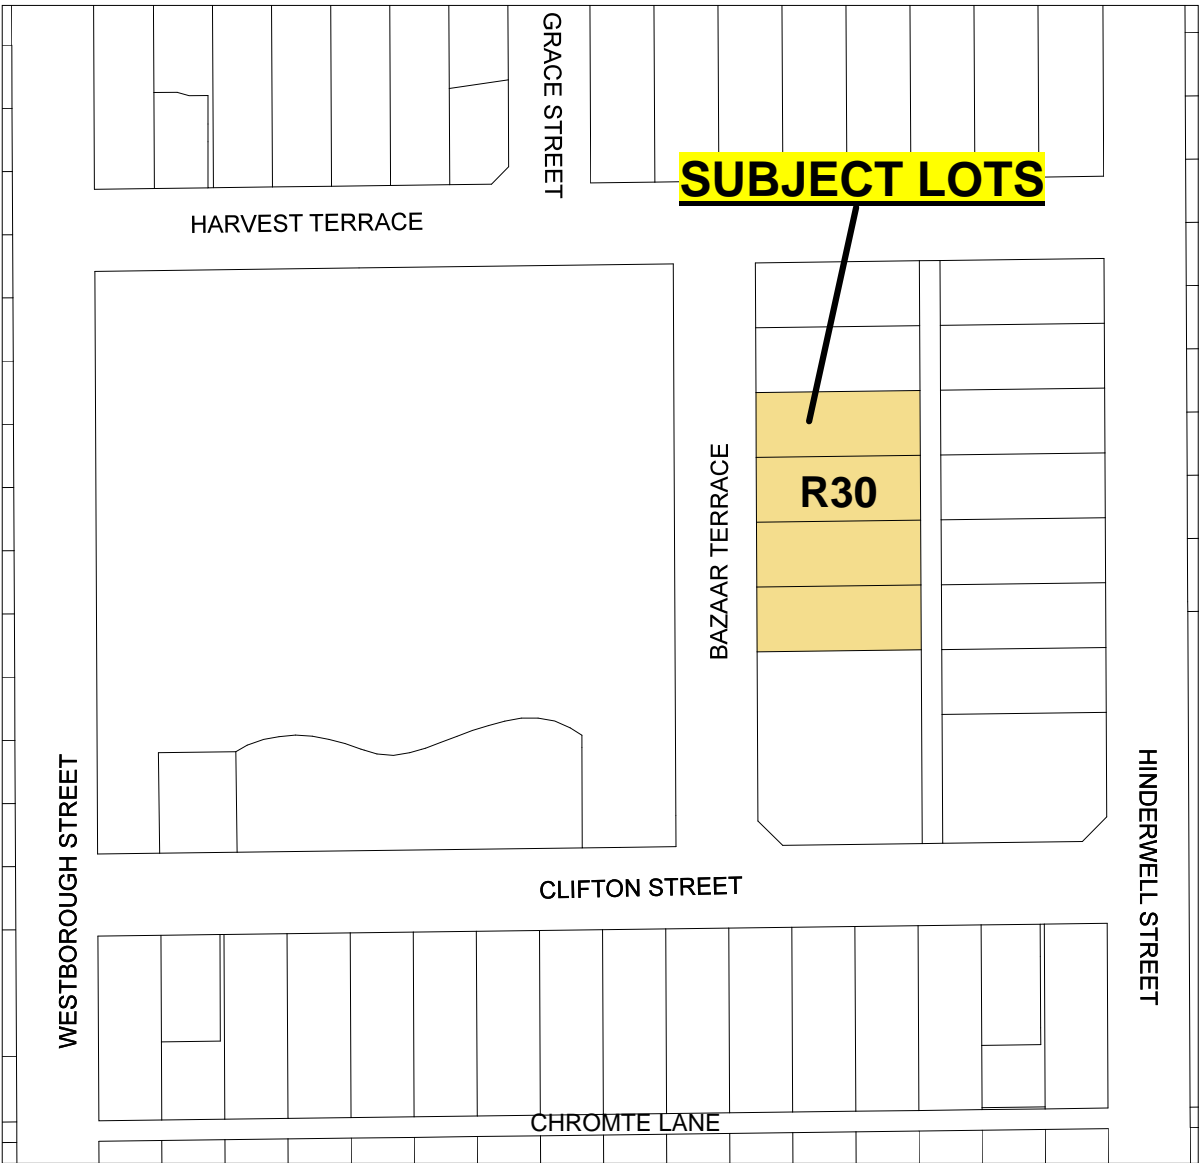 GRACE STREET
SUBJECT LOTS
HARVEST TERRACE
R30
BAZAAR TERRACE
WESTBOROUGH STREET
HINDERWELL STREET
CLIFTON STREET
CHROMTE LANE